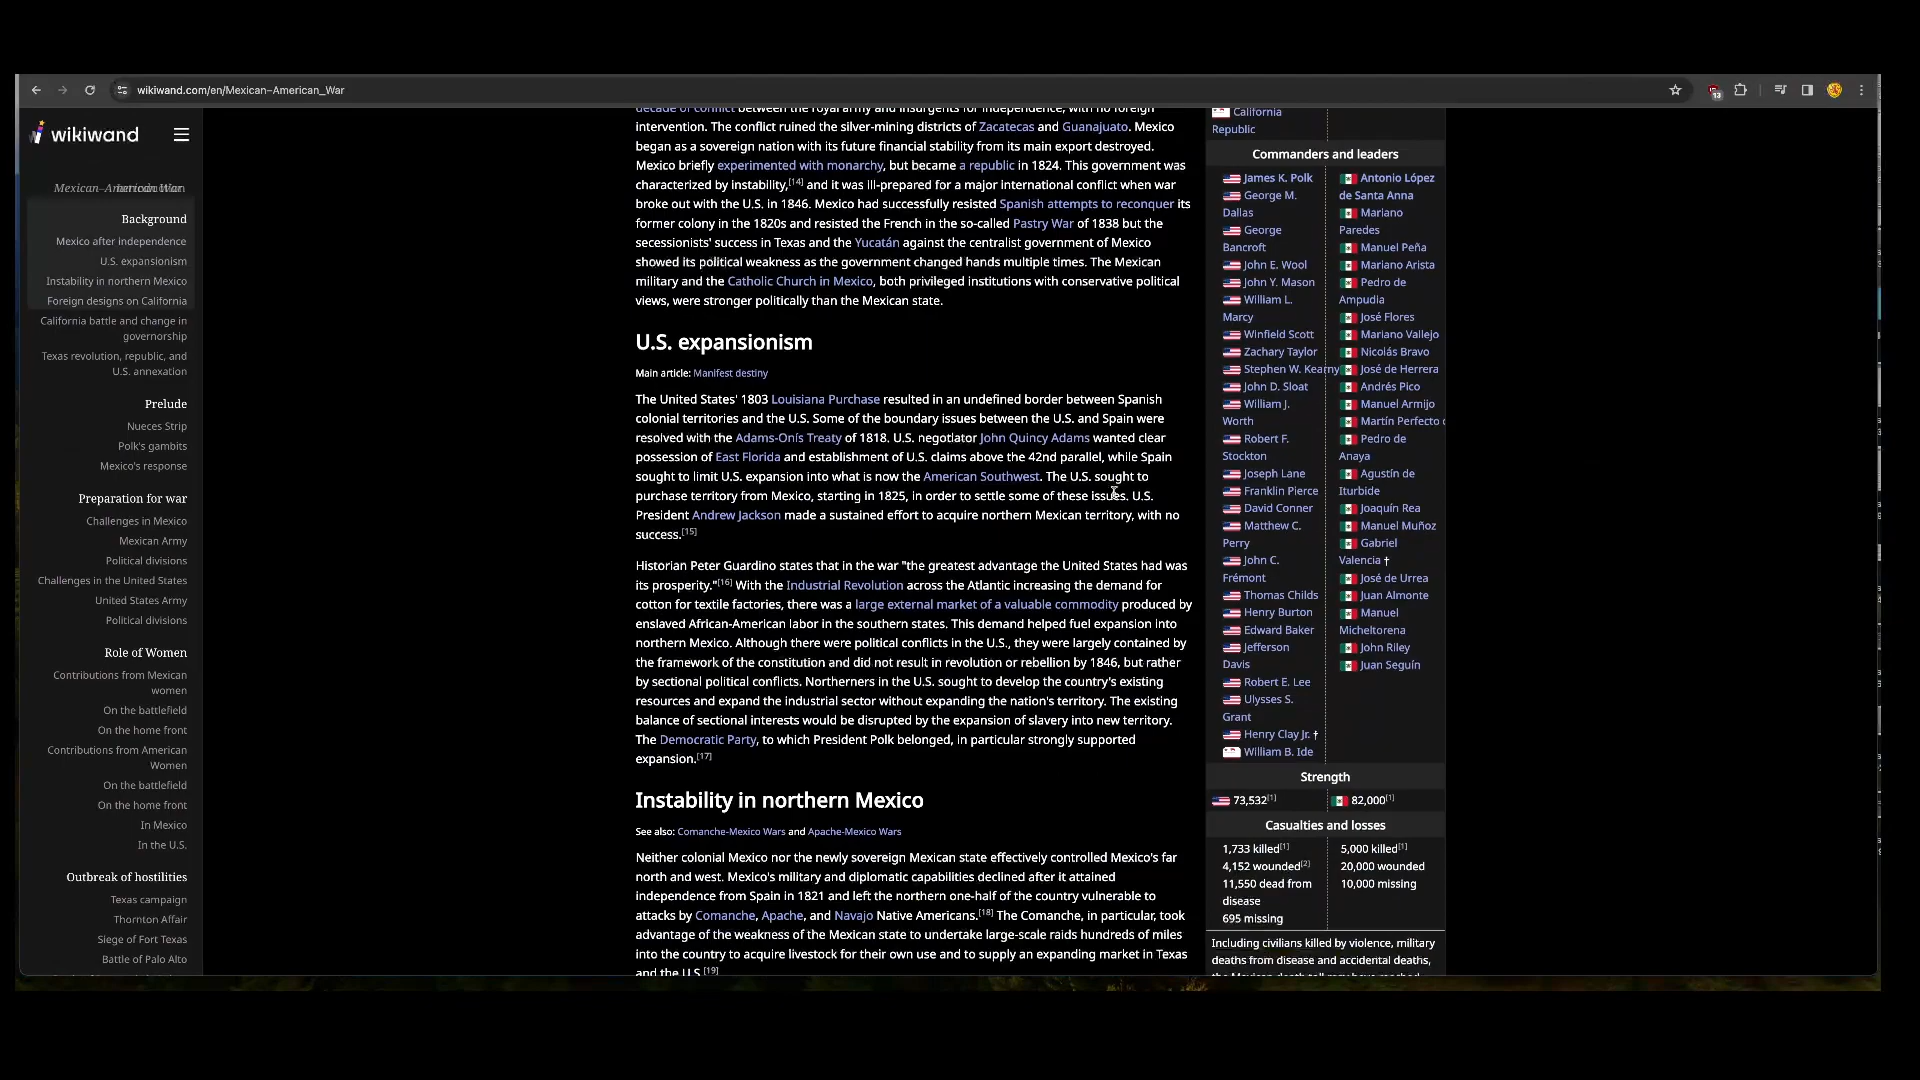 wikiwand.com/en/Mexican–American_War
13
wikiwand
Background
Mexico after independence
U.S. expansionism
Instability in northern Mexico
Foreign designs on California
California battle and change in
governorship
Texas revolution, republic, and
U.S. annexation
Prelude
Nueces Strip
Polk's gambits
Mexico's response
Preparation for war
Challenges in Mexico
Mexican Army
Political divisions
Challenges in the United States
United States Army
Political divisions
Role of Women
Contributions from Mexican
women
On the battlefield
On the home front
Contributions from American
Women
On the battlefield
On the home front
In Mexico
In the U.S.
Outbreak of hostilities
Texas campaign
Thornton Affair
Siege of Fort Texas
Battle of Palo Alto
decade of conflict between the royal army and insurgents for independence, with no foreign
intervention. The conflict ruined the silver-mining districts of Zacatecas and Guanajuato. Mexico
began as a sovereign nation with its future financial stability from its main export destroyed.
Mexico briefly experimented with monarchy, but became a republic in 1824. This government was
characterized by instability,[14] and it was ill-prepared for a major international conflict when war
broke out with the U.S. in 1846. Mexico had successfully resisted Spanish attempts to reconquer its
former colony in the 1820s and resisted the French in the so-called Pastry War of 1838 but the
secessionists' success in Texas and the Yucatán against the centralist government of Mexico
showed its political weakness as the government changed hands multiple times. The Mexican
military and the Catholic Church in Mexico, both privileged institutions with conservative political
views, were stronger politically than the Mexican state.
U.S. expansionism
Main article: Manifest destiny
The United States' 1803 Louisiana Purchase resulted in an undefined border between Spanish
colonial territories and the U.S. Some of the boundary issues between the U.S. and Spain were
resolved with the Adams-Onís Treaty of 1818. U.S. negotiator John Quincy Adams wanted clear
possession of East Florida and establishment of U.S. claims above the 42nd parallel, while Spain
sought to limit U.S. expansion into what is now the American Southwest. The U.S. sought to
purchase territory from Mexico, starting in 1825, in order to settle some of these issues. U.S.
President Andrew Jackson made a sustained effort to acquire northern Mexican territory, with no
success.[15]
Historian Peter Guardino states that in the war "the greatest advantage the United States had was
its prosperity."[16] With the Industrial Revolution across the Atlantic increasing the demand for
cotton for textile factories, there was a large external market of a valuable commodity produced by
enslaved African-American labor in the southern states. This demand helped fuel expansion into
northern Mexico. Although there were political conflicts in the U.S., they were largely contained by
the framework of the constitution and did not result in revolution or rebellion by 1846, but rather
by sectional political conflicts. Northerners in the U.S. sought to develop the country's existing
resources and expand the industrial sector without expanding the nation's territory. The existing
balance of sectional interests would be disrupted by the expansion of slavery into new territory.
The Democratic Party, to which President Polk belonged, in particular strongly supported
expansion.[17]
Instability in northern Mexico
See also: Comanche-Mexico Wars and Apache-Mexico Wars
Neither colonial Mexico nor the newly sovereign Mexican state effectively controlled Mexico's far
north and west. Mexico's military and diplomatic capabilities declined after it attained
independence from Spain in 1821 and left the northern one-half of the country vulnerable to
attacks by Comanche, Apache, and Navajo Native Americans.[18] The Comanche, in particular, took
advantage of the weakness of the Mexican state to undertake large-scale raids hundreds of miles
into the country to acquire livestock for their own use and to supply an expanding market in Texas
and the U.S.[19]
California
Republic
Commanders and leaders
James K. Polk
George M.
Dallas
George
Bancroft
John E. Wool
John Y. Mason
William L.
Marcy
Winfield Scott
Zachary Taylor
Stephen W. Kearny
John D. Sloat
William J.
Worth
Robert F.
Stockton
Joseph Lane
Franklin Pierce
David Conner
Matthew C.
Perry
John C.
Frémont
Thomas Childs
Henry Burton
Edward Baker
Jefferson
Davis
Robert E. Lee
Ulysses S.
Grant
Henry Clay Jr. †
William B. Ide
Antonio López
de Santa Anna
Mariano
Paredes
Manuel Peña
Mariano Arista
Pedro de
Ampudia
José Flores
Mariano Vallejo
Nicolás Bravo
José de Herrera
Andrés Pico
Manuel Armijo
Martín Perfecto
Pedro de
Anaya
Agustín de
Iturbide
Joaquín Rea
Manuel Muñoz
Gabriel
Valencia †
José de Urrea
Juan Almonte
Manuel
Micheltorena
John Riley
Juan Seguín
Strength
73,532[1]
82,000[1]
Casualties and losses
1,733 killed[1]
4,152 wounded[2]
11,550 dead from
disease
695 missing
5,000 killed[1]
20,000 wounded
10,000 missing
Including civilians killed by violence, military
deaths from disease and accidental deaths,